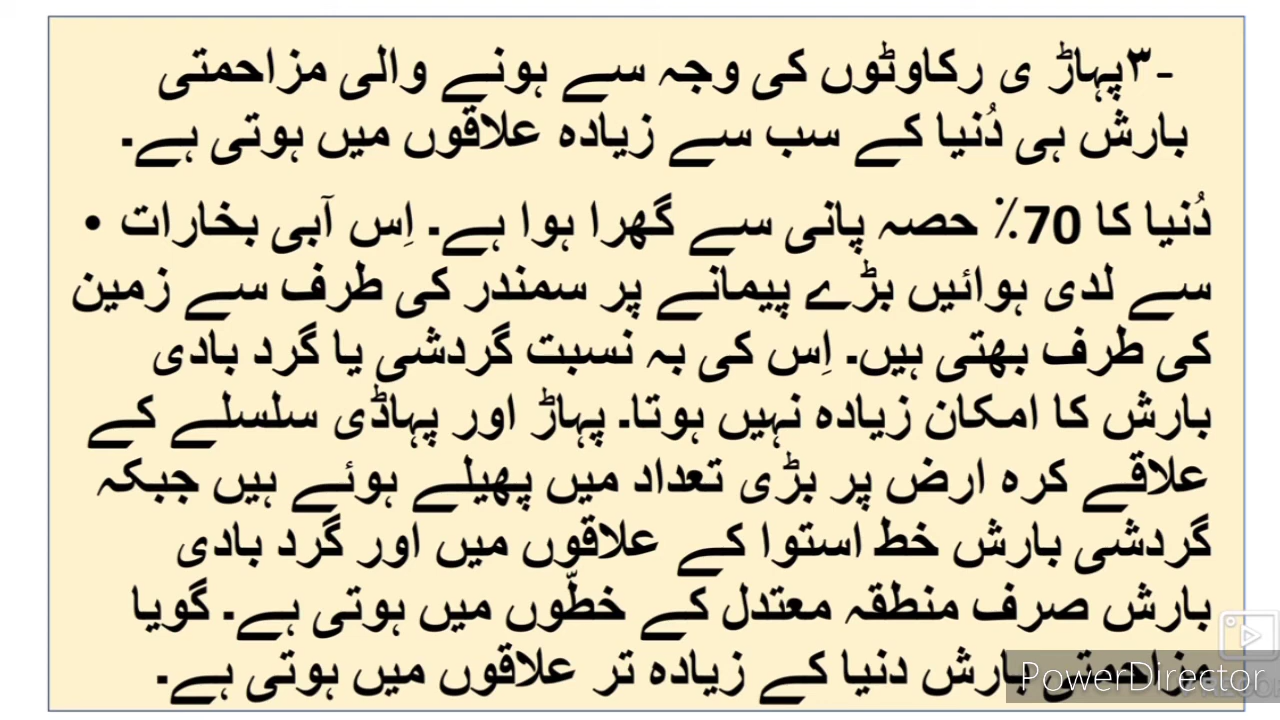 ۳-پہاڑ ی رکاوٹوں کی وجہ سے ہونے والی مزاحمتی
بارش ہی دُنیا کے سب سے زیادہ علاقوں میں ہوتی ہے۔
• دُنیا کا 70٪ حصہ پانی سے گھرا ہوا ہے۔ اِس آبی بخارات
سے لدی ہوائیں بڑے پیمانے پر سمندر کی طرف سے زمین
کی طرف بھتی ہیں۔ اِس کی بہ نسبت گردشی یا گرد بادی
بارش کا امکان زیادہ نہیں ہوتا۔ پہاڑ اور پہاڈی سلسلے کے
علاقے کرہ ارض پر بڑی تعداد میں پھیلے ہوئے ہیں جبکہ
گردشی بارش خط استوا کے علاقوں میں اور گرد بادی
بارش صرف منطقہ معتدل کے خطّوں میں ہوتی ہے۔ گویا
مزاحمتی بارش دنیا کے زیادہ تر علاقوں میں ہوتی ہے۔
PowerDirector